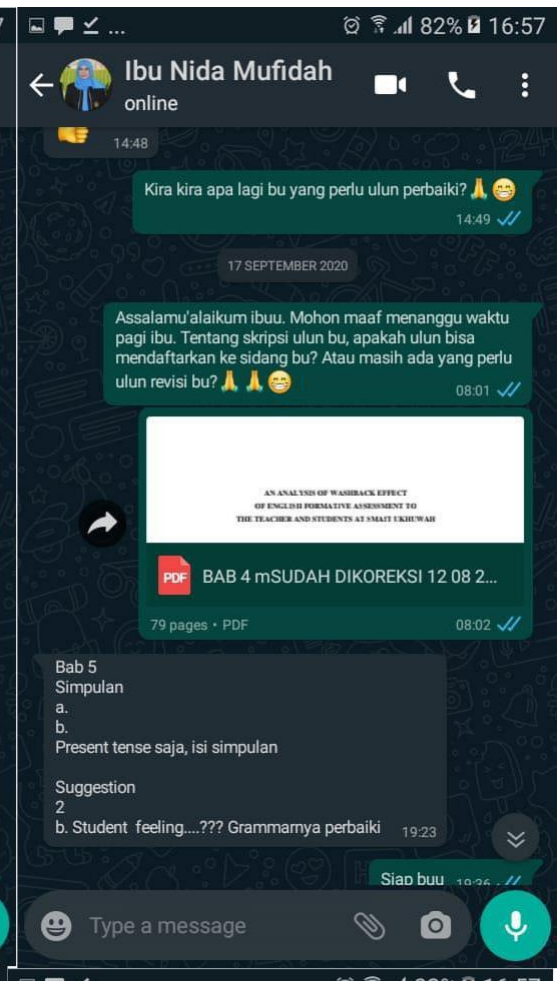 82% 16:57
Ibu Nida Mufidah
online
14:48
Kira kira apa lagi bu yang perlu ulun perbaiki?
14:49
17 SEPTEMBER 2020
Assalamu'alaikum ibuu. Mohon maaf menanggu waktu
pagi ibu. Tentang skripsi ulun bu, apakah ulun bisa
mendaftarkan ke sidang bu? Atau masih ada yang perlu
ulun revisi bu?
08:01
AN ANALYSIS OF WASHBACK EFFECT
OF ENGLISH FORMATIVE ASSESSMENT TO
THE TEACHER AND STUDENTS AT SMAIT UKHUWAH
PDF BAB 4 mSUDAH DIKOREKSI 12 08 2...
79 pages • PDF 08:02
Bab 5
Simpulan
a.
b.
Present tense saja, isi simpulan
Suggestion
2
b. Student feeling....??? Grammarnya perbaiki 19:23
Siap buu 19:36
Type a message